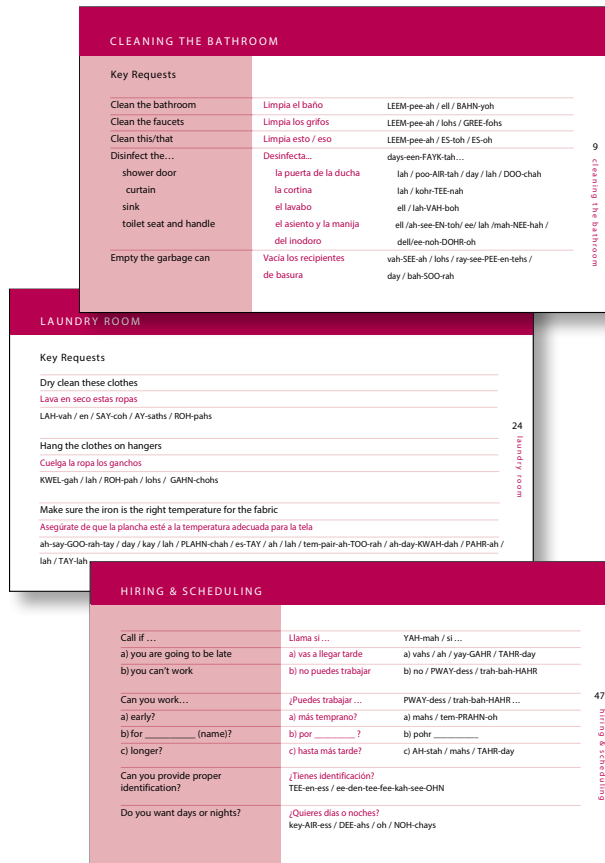 CLEANING THE BATHROOM
Key Requests
Clean the bathroom Limpia el baño LEEM-pee-ah / ell / BAHN-yoh
Clean the faucets Limpia los grifos LEEM-pee-ah / lohs / GREE-fohs
Clean this/that Limpia esto / eso LEEM-pee-ah / ES-toh / ES-oh
Disinfect the… Desinfecta... days-een-FAYK-tah…
shower door la puerta de la ducha lah / poo-AIR-tah / day / lah / DOO-chah
curtain la cortina lah / kohr-TEE-nah
sink el lavabo ell / lah-VAH-boh
toilet seat and handle el asiento y la manija ell /ah-see-EN-toh/ ee/ lah /mah-NEE-hah /
del inodoro dell/ee-noh-DOHR-oh
Empty the garbage can Vacía los recipientes vah-SEE-ah / lohs / ray-see-PEE-en-tehs /
de basura day / bah-SOO-rah
9
cleaning the bathroom
LAUNDRY ROOM
Key Requests
Dry clean these clothes
Lava en seco estas ropas
LAH-vah / en / SAY-coh / AY-saths / ROH-pahs
Hang the clothes on hangers
Cuelga la ropa los ganchos
KWEL-gah / lah / ROH-pah / lohs / GAHN-chohs
Make sure the iron is the right temperature for the fabric
Asegúrate de que la plancha esté a la temperatura adecuada para la tela
ah-say-GOO-rah-tay / day / kay / lah / PLAHN-chah / es-TAY / ah / lah / tem-pair-ah-TOO-rah / ah-day-KWAH-dah / PAHR-ah /
lah / TAY-lah
24
laundry room
HIRING & SCHEDULING
Call if … Llama si … YAH-mah / si …
a) you are going to be late a) vas a llegar tarde a) vahs / ah / yay-GAHR / TAHR-day
b) you can't work b) no puedes trabajar b) no / PWAY-dess / trah-bah-HAHR
Can you work… ¿Puedes trabajar … PWAY-dess / trah-bah-HAHR …
a) early? a) más temprano? a) mahs / tem-PRAHN-oh
b) for __________ (name)? b) por ________ ? b) pohr _________
c) longer? c) hasta más tarde? c) AH-stah / mahs / TAHR-day
Can you provide proper ¿Tienes identificación?
identification? TEE-en-ess / ee-den-tee-fee-kah-see-OHN
Do you want days or nights? ¿Quieres días o noches?
key-AIR-ess / DEE-ahs / oh / NOH-chays
47
hiring & scheduling